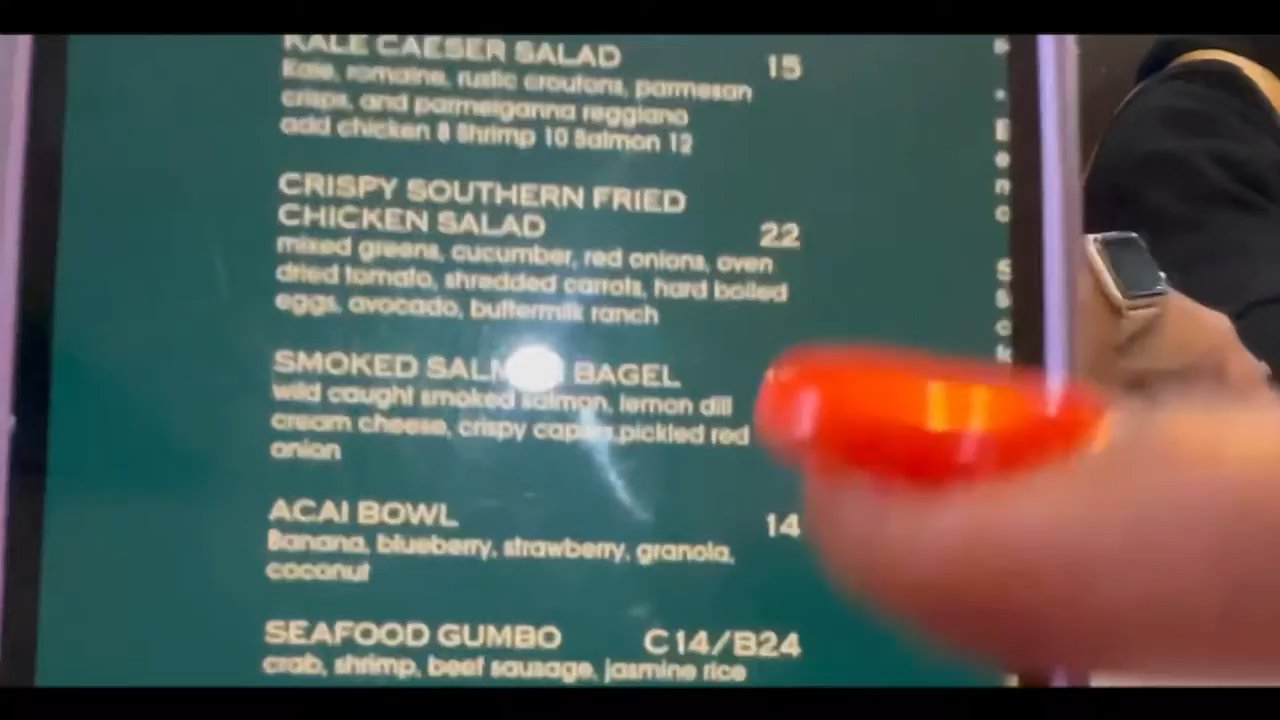 KALE CAESER SALAD 15
Kale, romaine, rustic croutons, parmesan
crisps, and parmeiganna reggiano
add chicken 8 Shrimp 10 Salmon 12
CRISPY SOUTHERN FRIED
CHICKEN SALAD 22
mixed greens, cucumber, red onions, oven
dried tomato, shredded carrots, hard boiled
eggs, avocado, buttermilk ranch
SMOKED SALMON BAGEL
wild caught smoked salmon, lemon dill
cream cheese, crispy capers, pickled red
onion
ACAI BOWL 14
Banana, blueberry, strawberry, granola,
coconut
SEAFOOD GUMBO C14/B24
crab, shrimp, beef sausage, jasmine rice